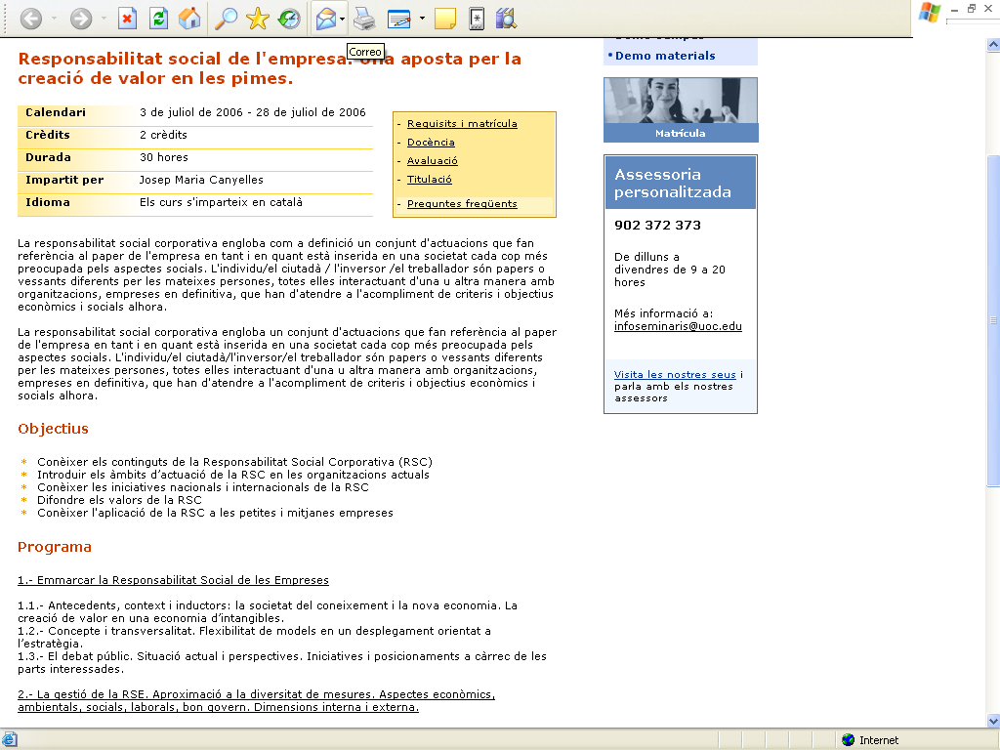 Correo
Responsabilitat social de l'empresa: Una aposta per la
creació de valor en les pimes.
Calendari 3 de juliol de 2006 - 28 de juliol de 2006
Crèdits 2 crèdits
Durada 30 hores
Impartit per Josep Maria Canyelles
Idioma Els curs s'imparteix en català
- Requisits i matrícula
- Docència
- Avaluació
- Titulació
- Preguntes freqüents
La responsabilitat social corporativa engloba com a definició un conjunt d'actuacions que fan
referència al paper de l'empresa en tant i en quant està inserida en una societat cada cop més
preocupada pels aspectes socials. L'individu/el ciutadà / l'inversor /el treballador són papers o
vessants diferents per les mateixes persones, totes elles interactuant d'una u altra manera amb
organitzacions, empreses en definitiva, que han d'atendre a l'acompliment de criteris i objectius
econòmics i socials alhora.
La responsabilitat social corporativa engloba un conjunt d'actuacions que fan referència al paper
de l'empresa en tant i en quant està inserida en una societat cada cop més preocupada pels
aspectes socials. L'individu/el ciutadà/l'inversor/el treballador són papers o vessants diferents
per les mateixes persones, totes elles interactuant d'una u altra manera amb organitzacions,
empreses en definitiva, que han d'atendre a l'acompliment de criteris i objectius econòmics i
socials alhora.
Objectius
* Conèixer els continguts de la Responsabilitat Social Corporativa (RSC)
* Introduir els àmbits d’actuació de la RSC en les organitzacions actuals
* Conèixer les iniciatives nacionals i internacionals de la RSC
* Difondre els valors de la RSC
* Conèixer l'aplicació de la RSC a les petites i mitjanes empreses
Programa
1.- Emmarcar la Responsabilitat Social de les Empreses
1.1.- Antecedents, context i inductors: la societat del coneixement i la nova economia. La
creació de valor en una economia d’intangibles.
1.2.- Concepte i transversalitat. Flexibilitat de models en un desplegament orientat a
l’estratègia.
1.3.- El debat públic. Situació actual i perspectives. Iniciatives i posicionaments a càrrec de les
parts interessades.
2.- La gestió de la RSE. Aproximació a la diversitat de mesures. Aspectes econòmics,
ambientals, socials, laborals, bon govern. Dimensions interna i externa.
Demo campus
• Demo materials
Matrícula
Assessoria
personalitzada
902 372 373
De dilluns a
divendres de 9 a 20
hores
Més informació a:
infoseminaris@uoc.edu
Visita les nostres seus i
parla amb els nostres
assessors
Internet